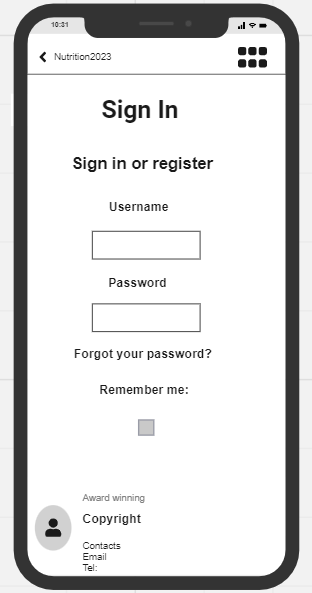 10:31
Nutrition2023
Sign In
Sign in or register
Username
Password
Forgot your password?
Remember me:
Award winning
Copyright
Contacts
Email
Tel: